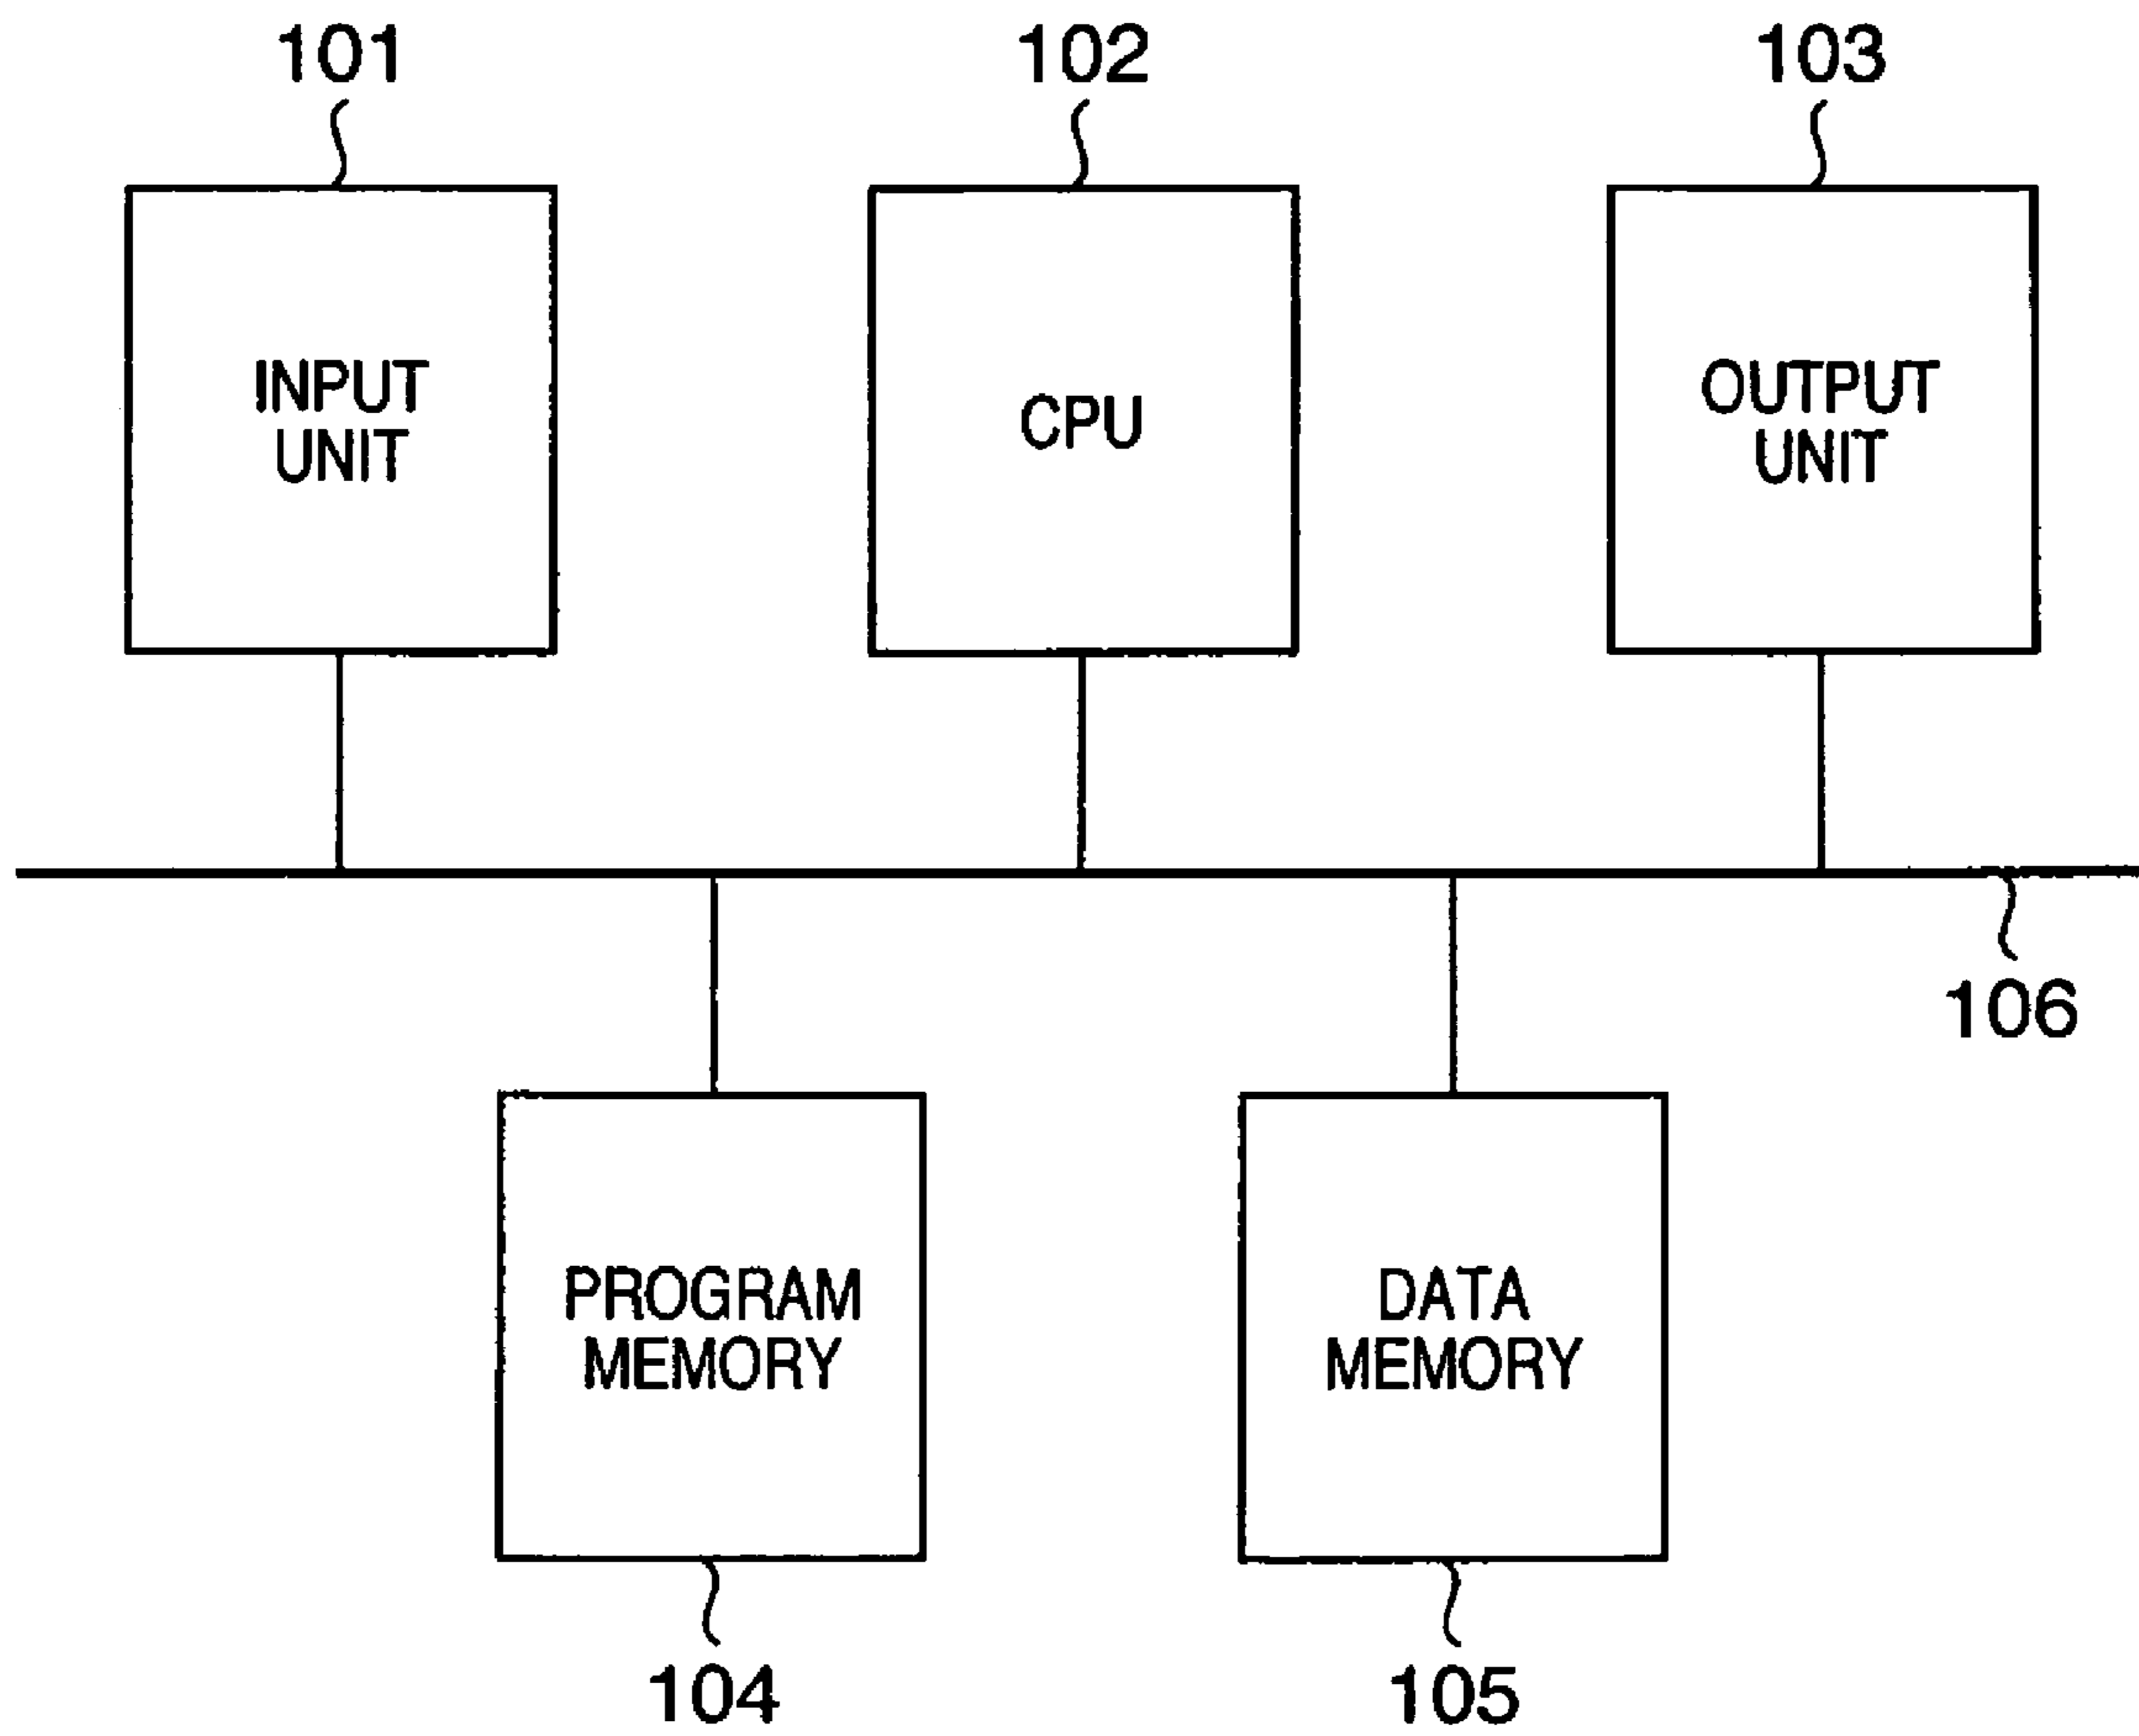 101
102
103
INPUT
UNIT
CPU
OUTPUT
UNIT
106
PROGRAM
MEMORY
DATA
MEMORY
104
105